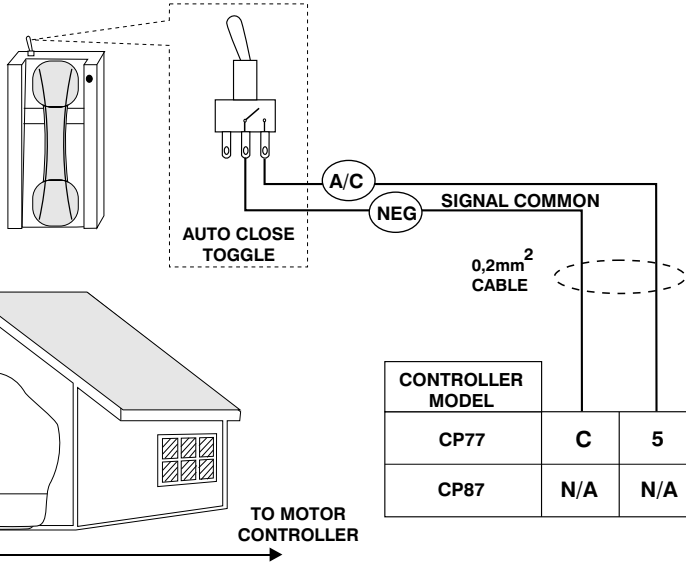 A/C
NEG
SIGNAL COMMON
AUTO CLOSE
TOGGLE
0,2mm²
CABLE
CONTROLLER
MODEL
CP77 C 5
CP87 N/A N/A
TO MOTOR
CONTROLLER